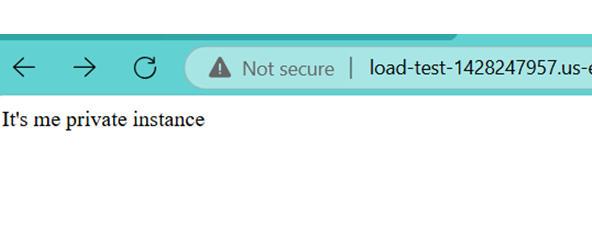 Not secure | load-test-1428247957.us-e
It's me private instance